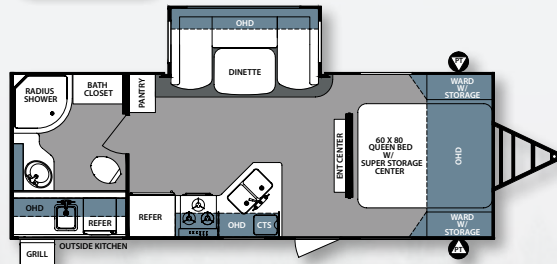 OHD
DINETTE
PT
RADIUS
SHOWER
BATH
CLOSET
PANTRY
WARD
W/
STORAGE
ENT CENTER
60 X 80
QUEEN BED
W/
SUPER STORAGE
CENTER
OHD
OHD
REFER
REFER
OHD
CTS
WARD
W/
STORAGE
PT
GRILL
OUTSIDE KITCHEN